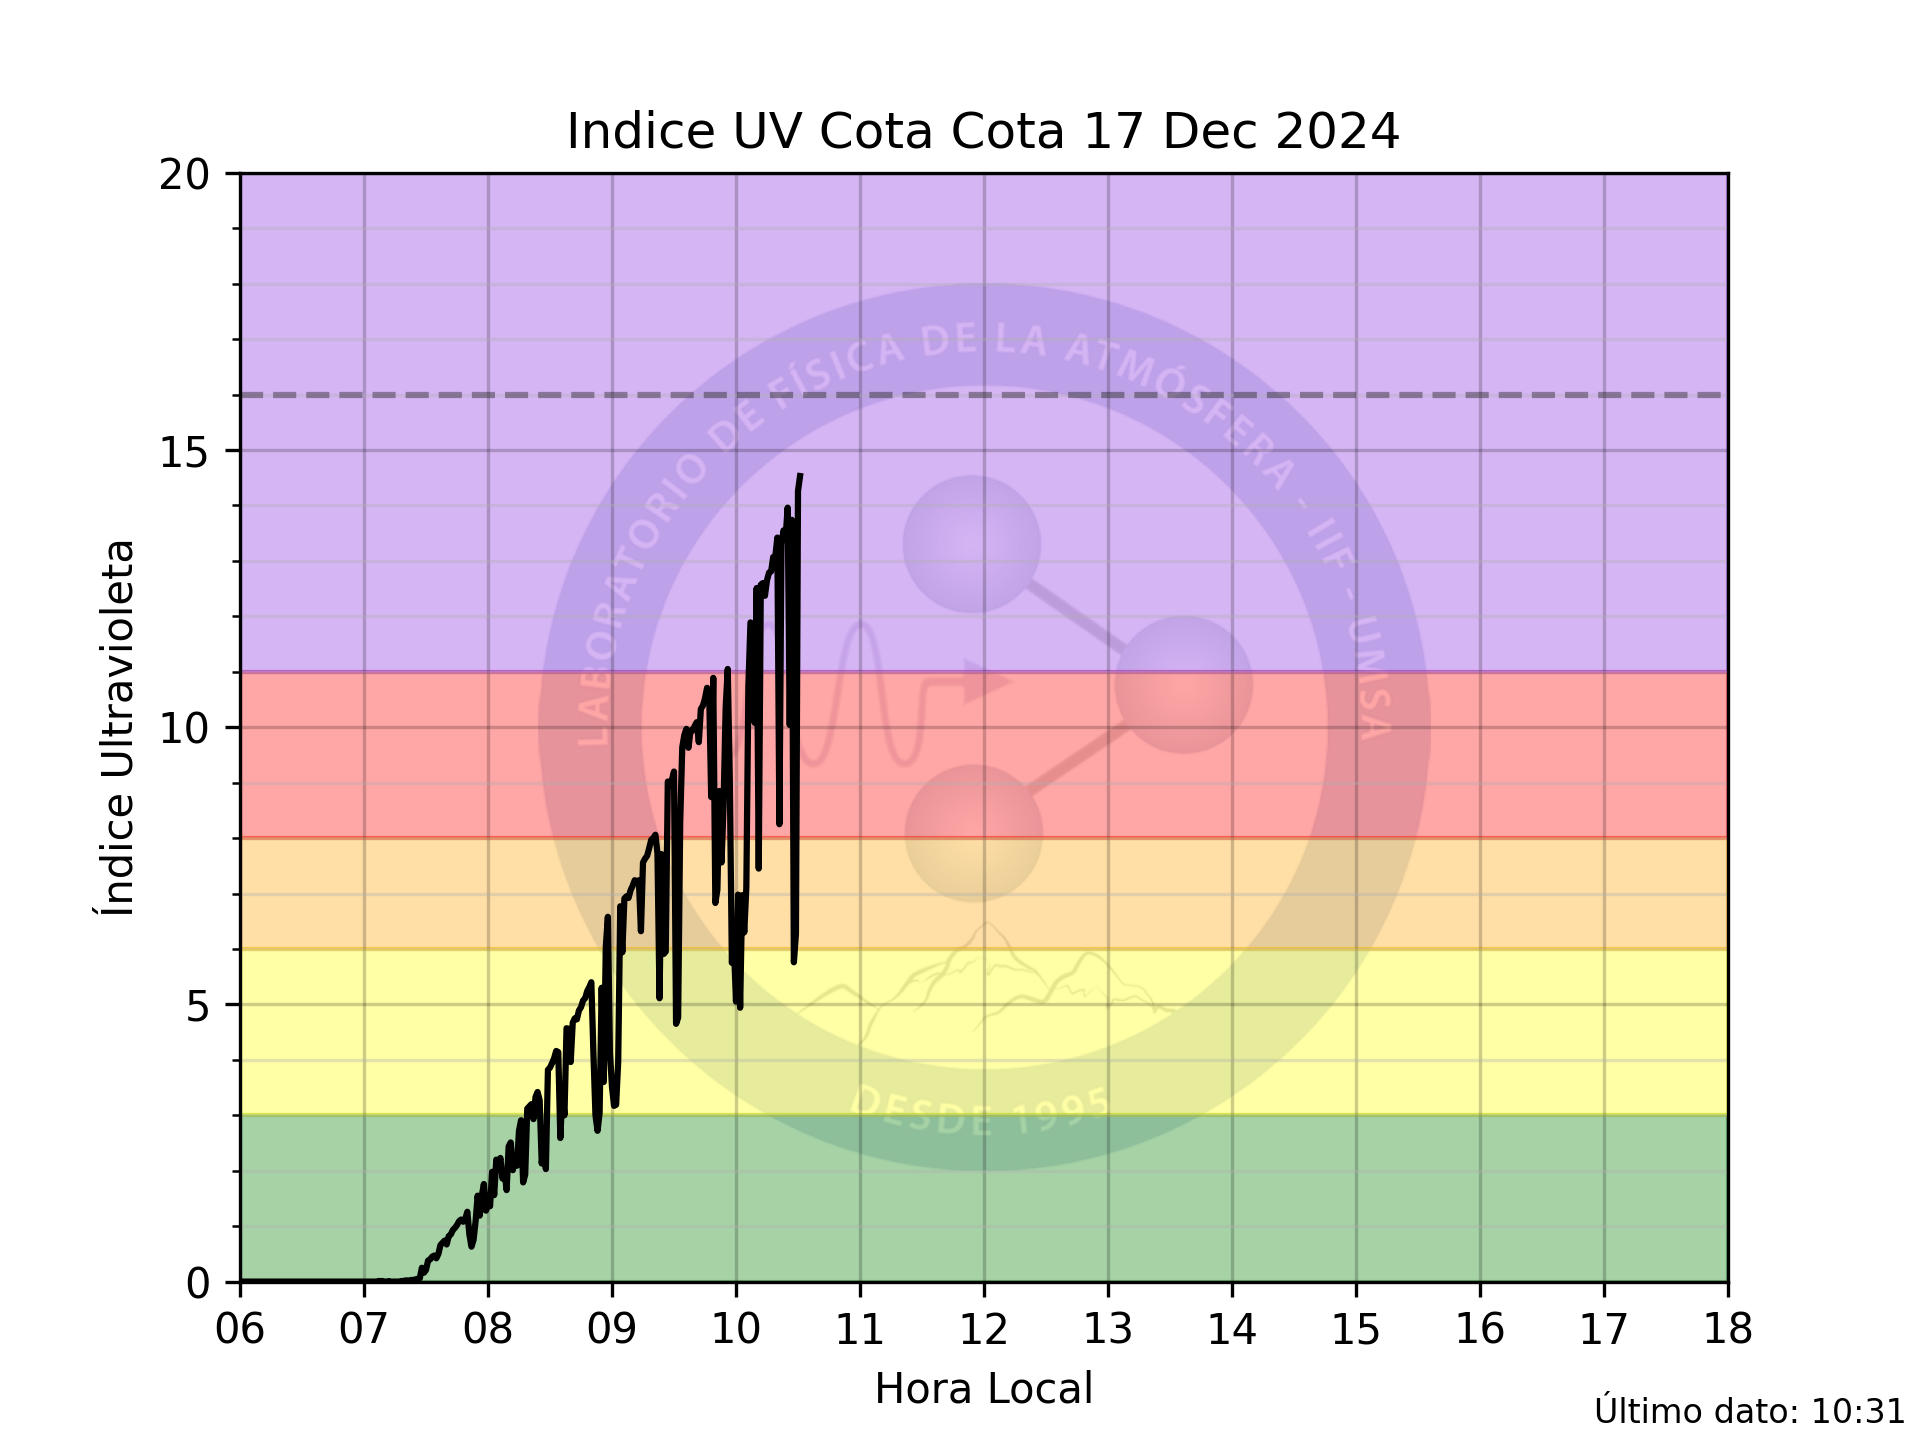 Indice UV Cota Cota 17 Dec 2024
20
15
10
5
0
Índice Ultravioleta
LABORATORIO DE FÍSICA DE LA ATMÓSFERA - IIF - UMSA
DESDE 1995
06 07 08 09 10 11 12 13 14 15 16 17 18
Hora Local
Último dato: 10:31